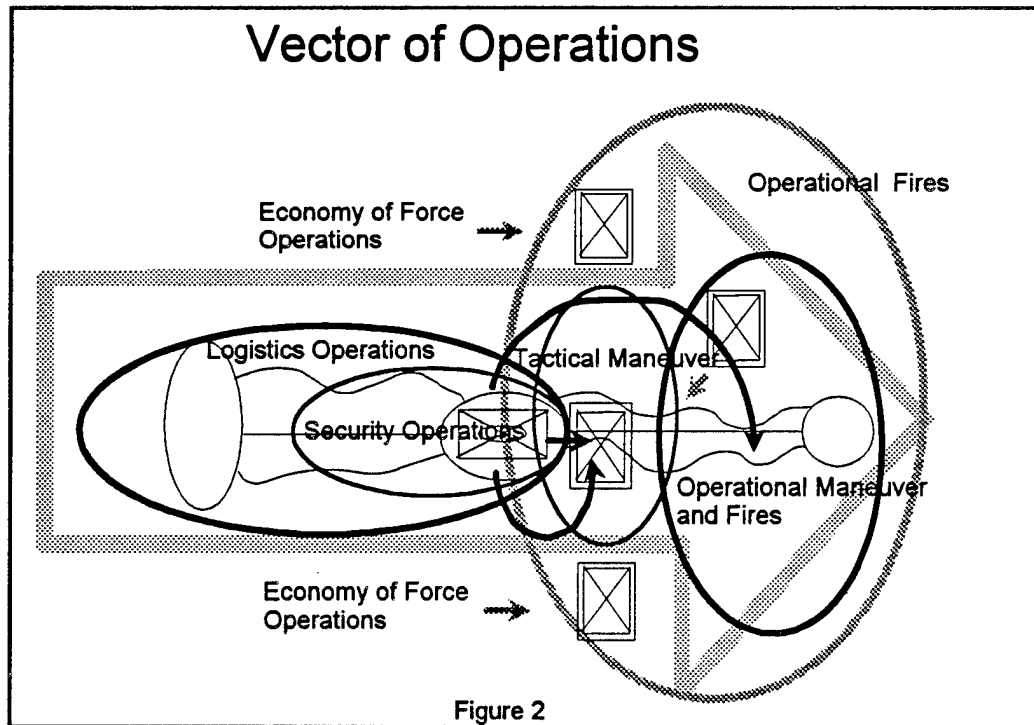 Vector of Operations
Operational Fires
Economy of Force
Operations
Logistics Operations
Tactical Maneuver
Security Operations
Operational Maneuver
and Fires
Economy of Force
Operations
Figure 2